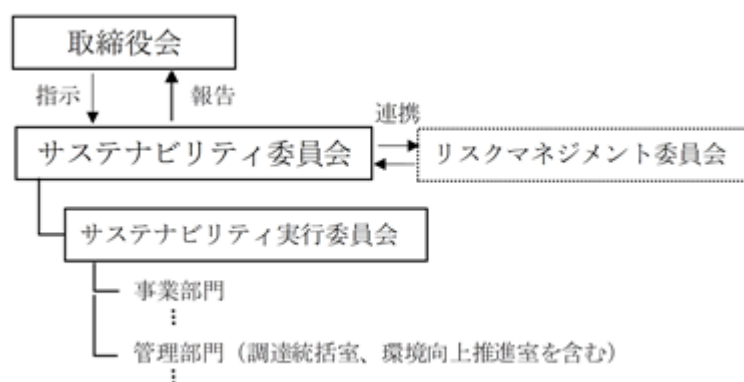 取締役会
指示
報告
連携
サステナビリティ委員会
リスクマネジメント委員会
サステナビリティ実行委員会
事業部門
管理部門（調達統括室、環境向上推進室を含む）